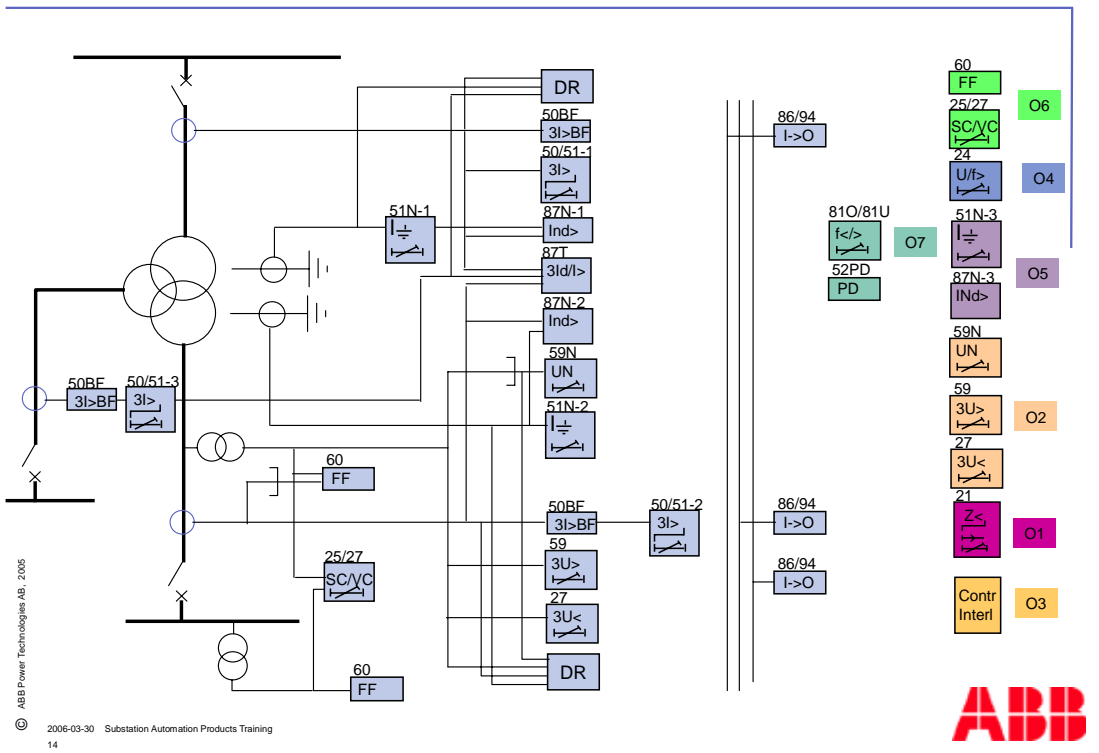 DR
50BF
3I>BF
50/51-1
3I>
51N-1
I
87N-1
Ind>
87T
3Id/I>
87N-2
Ind>
59N
UN
51N-2
I
50BF
3I>BF
50/51-3
3I>
60
FF
50BF
3I>BF
50/51-2
3I>
25/27
SC/VC
59
3U>
27
3U<
60
FF
DR
86/94
I->O
86/94
I->O
86/94
I->O
81O/81U
f</>
O7
52PD
PD
60
FF
O6
25/27
SC/VC
24
U/f>
O4
51N-3
I
O5
87N-3
INd>
59N
UN
59
3U>
O2
27
3U<
21
Z<
O1
Contr
Interl
O3
© ABB Power Technologies AB, 2005
2006-03-30 Substation Automation Products Training
14
ABB